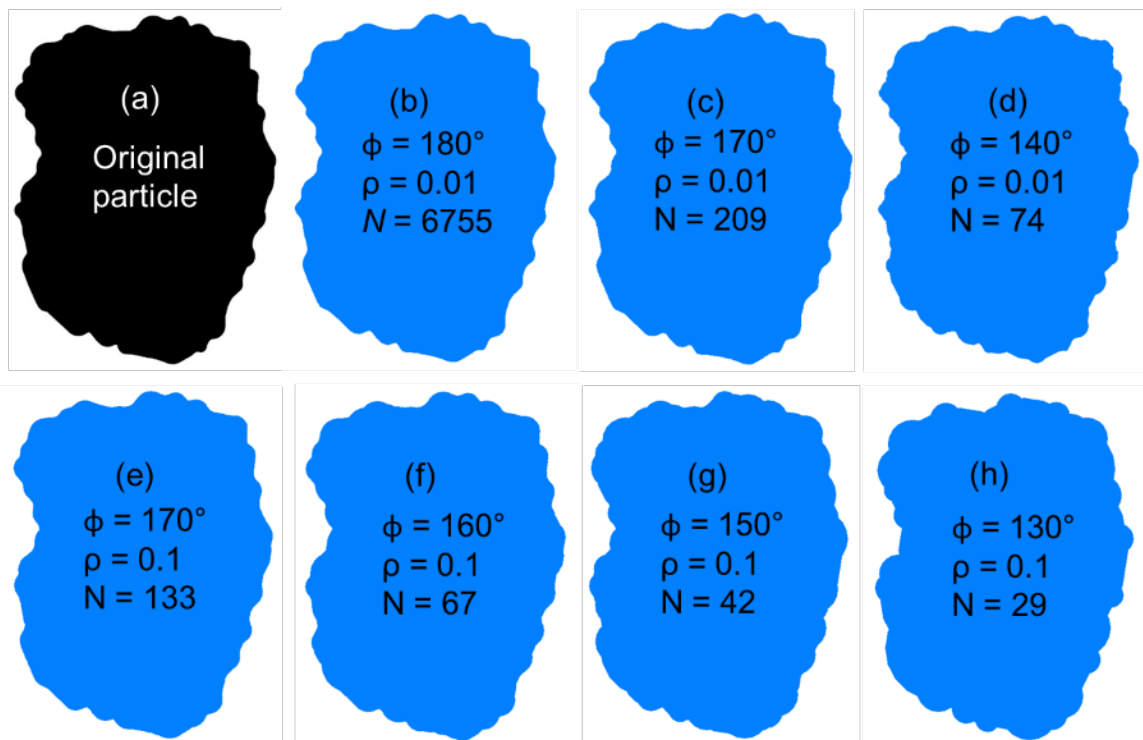 (a)
Original
particle
(b)
ϕ = 180°
ρ = 0.01
N = 6755
(c)
ϕ = 170°
ρ = 0.01
N = 209
(d)
ϕ = 140°
ρ = 0.01
N = 74
(e)
ϕ = 170°
ρ = 0.1
N = 133
(f)
ϕ = 160°
ρ = 0.1
N = 67
(g)
ϕ = 150°
ρ = 0.1
N = 42
(h)
ϕ = 130°
ρ = 0.1
N = 29